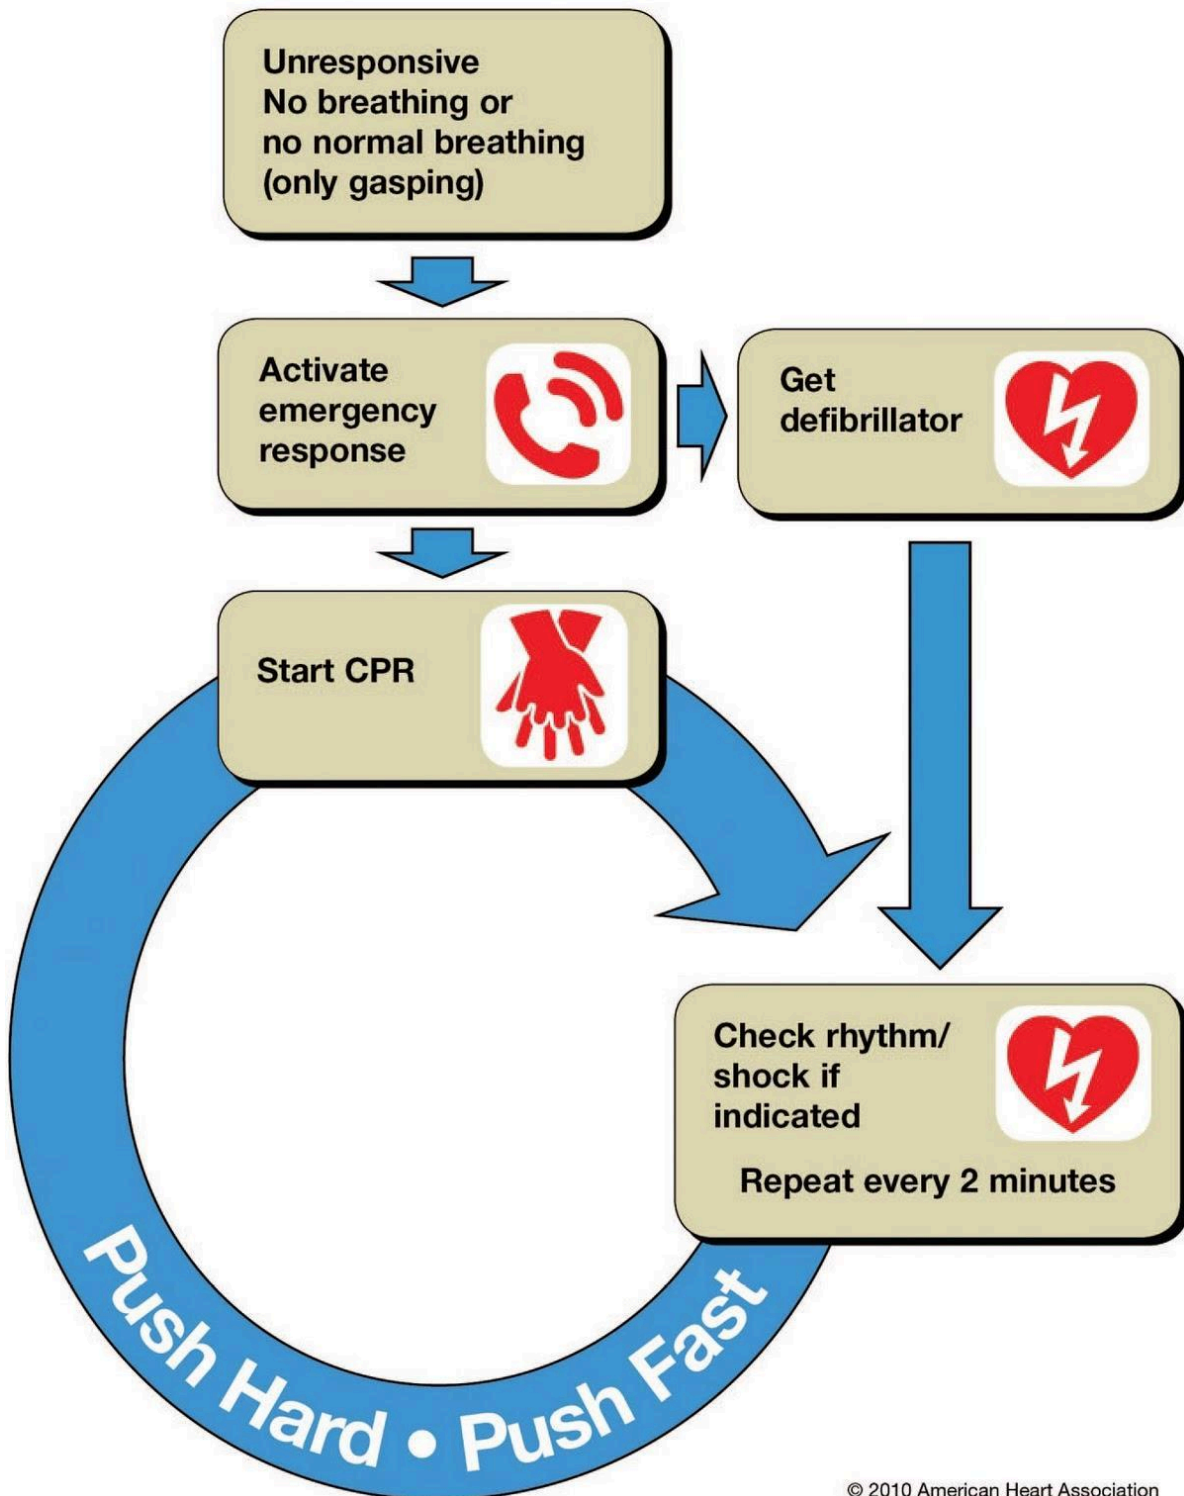 Unresponsive
No breathing or
no normal breathing
(only gasping)
Activate
emergency
response
Get
defibrillator
Start CPR
Check rhythm/
shock if
indicated
Repeat every 2 minutes
Push Hard • Push Fast
© 2010 American Heart Association